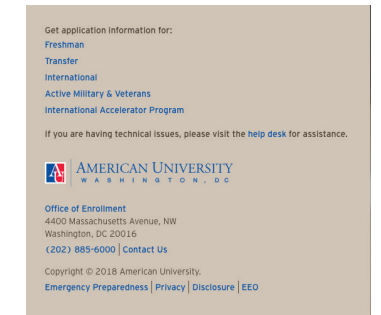 Get application information for:
Freshman
Transfer
International
Active Military & Veterans
International Accelerator Program
If you are having technical issues, please visit the help desk for assistance.
AU AMERICAN UNIVERSITY
WASHINGTON, DC
Office of Enrollment
4400 Massachusetts Avenue, NW
Washington, DC 20016
(202) 885-6000 | Contact Us
Copyright © 2018 American University.
Emergency Preparedness | Privacy | Disclosure | EEO